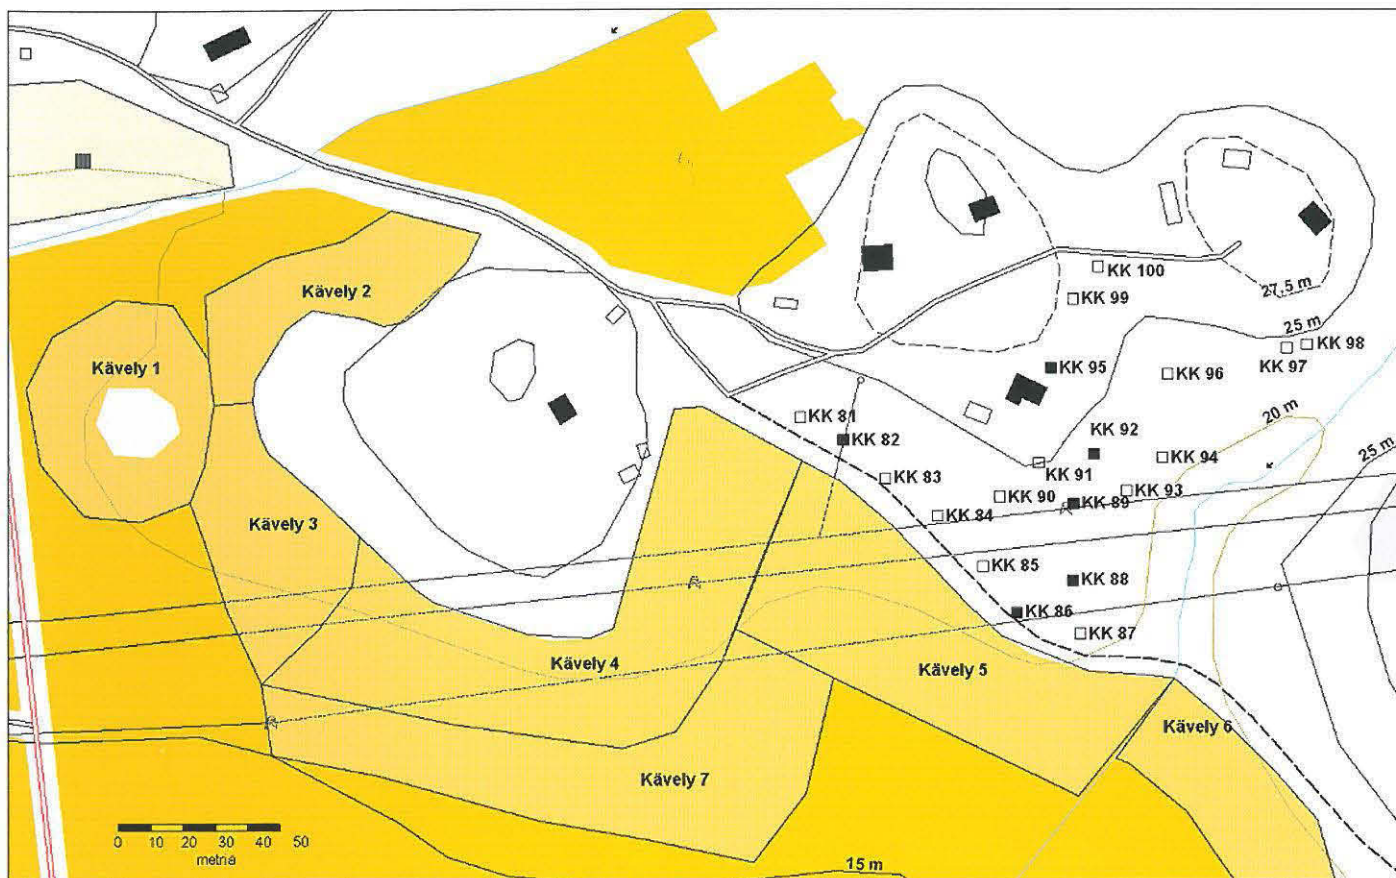 Kävely 2
KK 100
KK 99
27,5 m
25 m
KK 98
KK 97
Kävely 1
KK 95
KK 96
20 m
KK 81
KK 82
KK 92
25 m
KK 83
KK 91
KK 94
Kävely 3
KK 90
KK 93
KK 84
KK 89
KK 85
KK 88
KK 86
KK 87
Kävely 4
Kävely 5
Kävely 6
Kävely 7
0 10 20 30 40 50
metriä
15 m